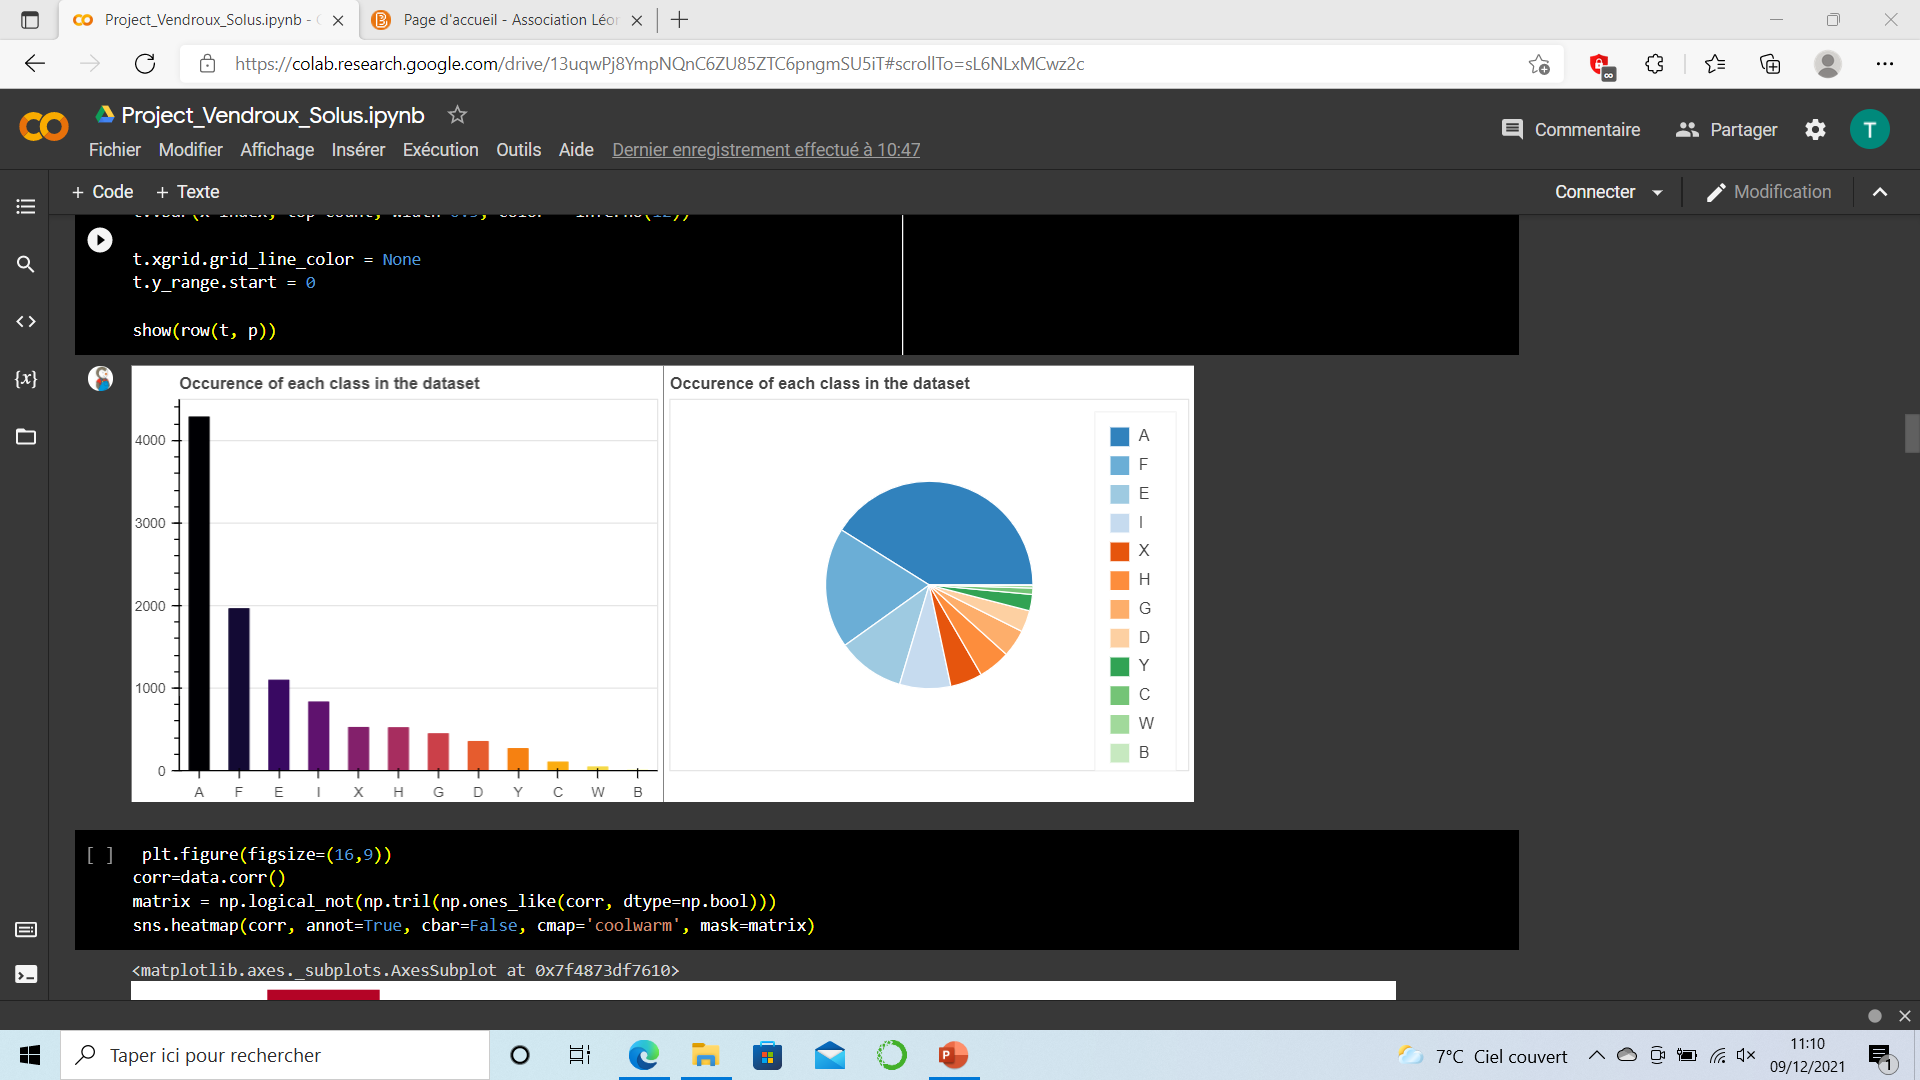 Project_Vendroux_Solus.ipynb -
Page d'accueil - Association Léo
https://colab.research.google.com/drive/13uqwPj8YmpNQnC6ZU85ZTC6pngmSU5iT#scrollTo=sL6NLxMCwz2c
Project_Vendroux_Solus.ipynb
Commentaire
Partager
T
Fichier Modifier Affichage Insérer Exécution Outils Aide Dernier enregistrement effectué à 10:47
+ Code + Texte
Connecter
Modification
t.xgrid.grid_line_color = None
t.y_range.start = 0
show(row(t, p))
{x}
Occurence of each class in the dataset
4000
3000
2000
1000
0
A F E I X H G D Y C W B
Occurence of each class in the dataset
A
F
E
I
X
H
G
D
Y
C
W
B
[ ] plt.figure(figsize=(16,9))
corr=data.corr()
matrix = np.logical_not(np.tril(np.ones_like(corr, dtype=np.bool)))
sns.heatmap(corr, annot=True, cbar=False, cmap='coolwarm', mask=matrix)
<matplotlib.axes._subplots.AxesSubplot at 0x7f4873df7610>
Taper ici pour rechercher
7°C Ciel couvert
11:10
09/12/2021
1